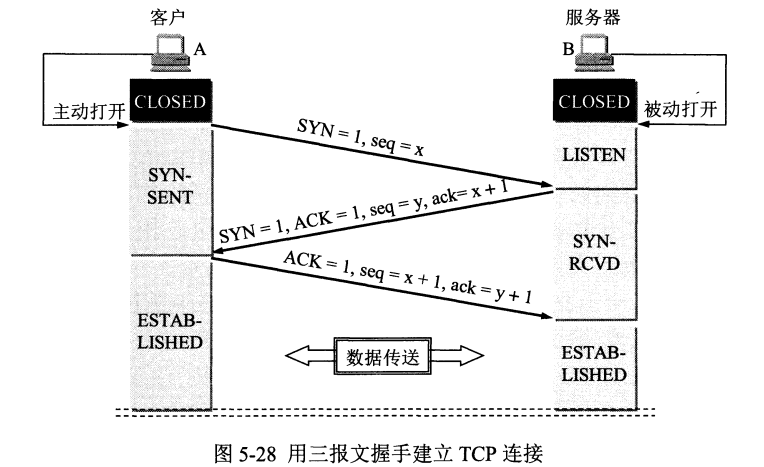 客户
服务器
A
B
CLOSED
CLOSED
主动打开
被动打开
SYN = 1, seq = x
LISTEN
SYN-
SENT
SYN = 1, ACK = 1, seq = y, ack= x + 1
SYN-
RCVD
ACK = 1, seq = x + 1, ack = y + 1
ESTAB-
LISHED
数据传送
ESTAB-
LISHED
图 5-28 用三报文握手建立 TCP 连接